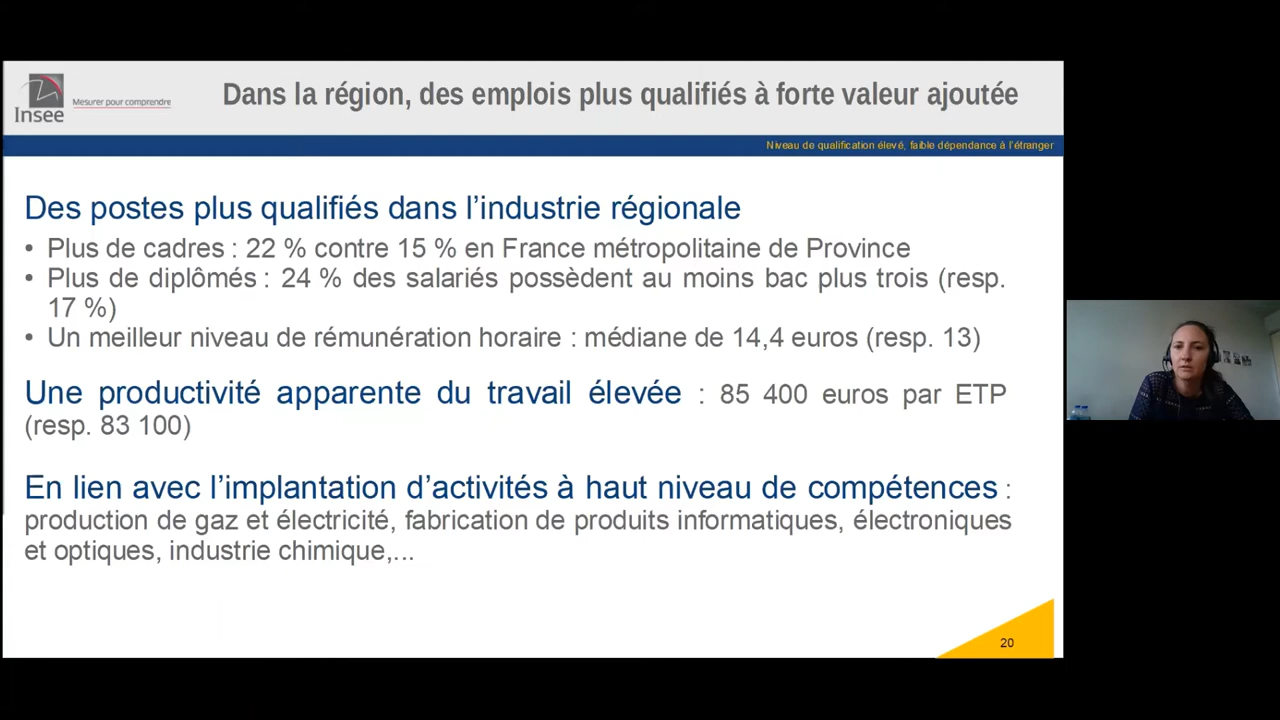 Insee
Mesurer pour comprendre
Dans la région, des emplois plus qualifiés à forte valeur ajoutée
Niveau de qualification élevé, faible dépendance à l'étranger
Des postes plus qualifiés dans l’industrie régionale
• Plus de cadres : 22 % contre 15 % en France métropolitaine de Province
• Plus de diplômés : 24 % des salariés possèdent au moins bac plus trois (resp.
17 %)
• Un meilleur niveau de rémunération horaire : médiane de 14,4 euros (resp. 13)
Une productivité apparente du travail élevée : 85 400 euros par ETP
(resp. 83 100)
En lien avec l’implantation d’activités à haut niveau de compétences :
production de gaz et électricité, fabrication de produits informatiques, électroniques
et optiques, industrie chimique,...
20